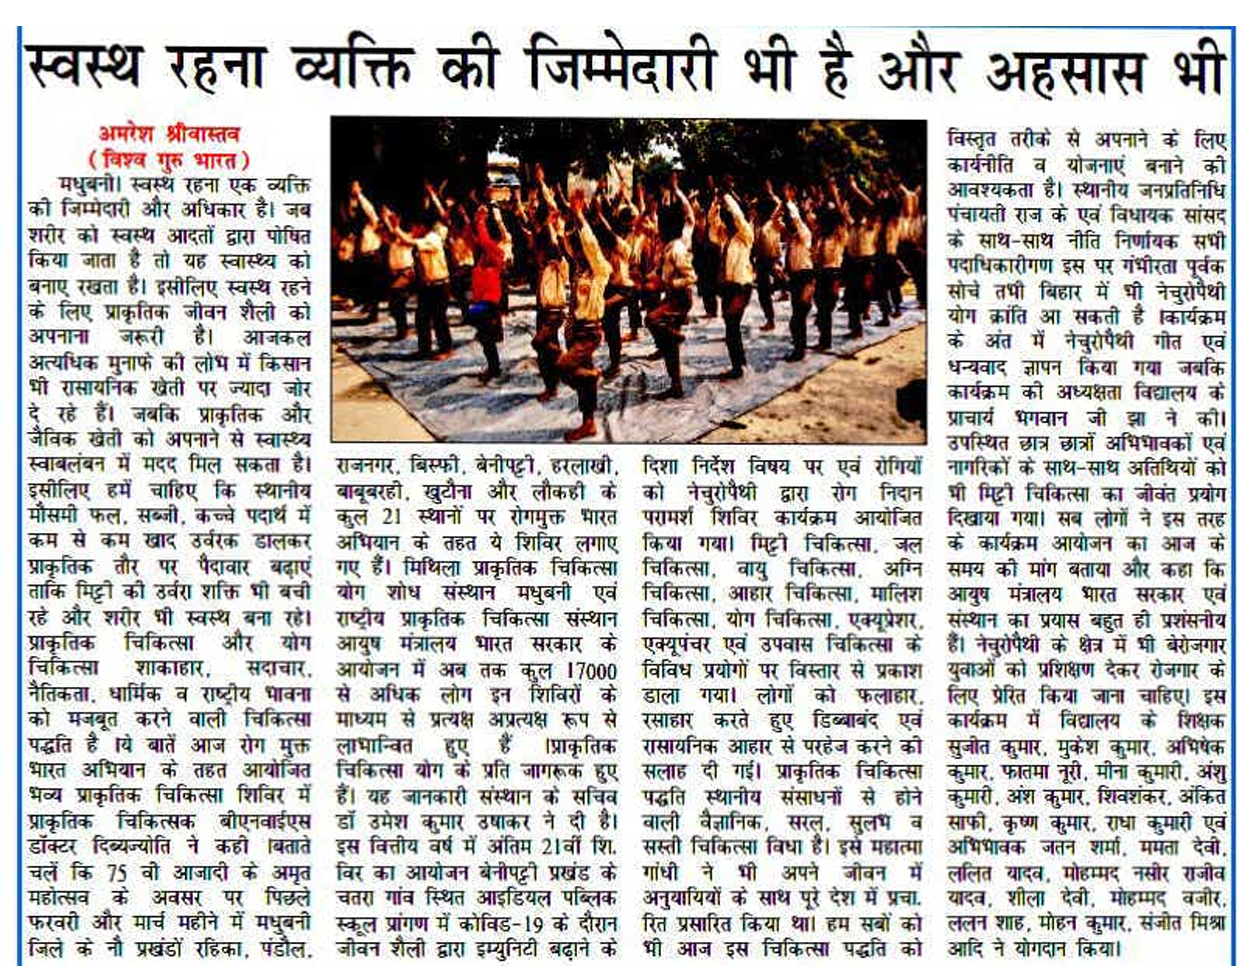 स्वस्थ रहना व्यक्ति की जिम्मेदारी भी है और अहसास भी
अमरेश श्रीवास्तव
(विश्व गुरु भारत)
मधुबनी। स्वस्थ रहना एक व्यक्ति
की जिम्मेदारी और अधिकार है। जब
शरीर को स्वस्थ आदतों द्वारा पोषित
किया जाता है तो यह स्वास्थ्य को
बनाए रखता है। इसीलिए स्वस्थ रहने
के लिए प्राकृतिक जीवन शैली को
अपनाना जरूरी है। आजकल
अत्यधिक मुनाफे की लोभ में किसान
भी रासायनिक खेती पर ज्यादा जोर
दे रहे हैं। जबकि प्राकृतिक और
जैविक खेती को अपनाने से स्वास्थ्य
स्वाबलंबन में मदद मिल सकता है।
इसीलिए हमें चाहिए कि स्थानीय
मौसमी फल, सब्जी, कच्चे पदार्थ में
कम से कम खाद उर्वरक डालकर
प्राकृतिक तौर पर पैदावार बढ़ाएं
ताकि मिट्टी की उर्वरा शक्ति भी बची
रहे और शरीर भी स्वस्थ बना रहे।
प्राकृतिक चिकित्सा और योग
चिकित्सा शाकाहार, सदाचार,
नैतिकता, धार्मिक व राष्ट्रीय भावना
को मजबूत करने वाली चिकित्सा
पद्धति है ।ये बातें आज रोग मुक्त
भारत अभियान के तहत आयोजित
भव्य प्राकृतिक चिकित्सा शिविर में
प्राकृतिक चिकित्सक बीएनवाईएस
डॉक्टर दिब्यज्योति ने कही ।बताते
चलें कि 75 वी आजादी के अमृत
महोत्सव के अवसर पर पिछले
फरवरी और मार्च महीने में मधुबनी
जिले के नौ प्रखंडों रहिका, पंडौल,
राजनगर, बिस्फी, बेनीपट्टी, हरलाखी,
बाबूबरही, खुटौना और लौकही के
कुल 21 स्थानों पर रोगमुक्त भारत
अभियान के तहत ये शिविर लगाए
गए हैं। मिथिला प्राकृतिक चिकित्सा
योग शोध संस्थान मधुबनी एवं
राष्ट्रीय प्राकृतिक चिकित्सा संस्थान
आयुष मंत्रालय भारत सरकार के
आयोजन में अब तक कुल 17000
से अधिक लोग इन शिविरों के
माध्यम से प्रत्यक्ष अप्रत्यक्ष रूप से
लाभान्वित हुए हैं ।प्राकृतिक
चिकित्सा योग के प्रति जागरूक हुए
हैं। यह जानकारी संस्थान के सचिव
डॉ उमेश कुमार उषाकर ने दी है।
इस वित्तीय वर्ष में अंतिम 21वीं शि.
विर का आयोजन बेनीपट्टी प्रखंड के
चतरा गांव स्थित आइडियल पब्लिक
स्कूल प्रांगण में कोविड-19 के दौरान
जीवन शैली द्वारा इम्युनिटी बढ़ाने के
दिशा निर्देश विषय पर एवं रोगियों
को नेचुरोपैथी द्वारा रोग निदान
परामर्श शिविर कार्यक्रम आयोजित
किया गया। मिट्टी चिकित्सा, जल
चिकित्सा, वायु चिकित्सा, अग्नि
चिकित्सा, आहार चिकित्सा, मालिश
चिकित्सा, योग चिकित्सा, एक्यूप्रेशर,
एक्यूपंचर एवं उपवास चिकित्सा के
विविध प्रयोगों पर विस्तार से प्रकाश
डाला गया। लोगों को फलाहार,
रसाहार करते हुए डिब्बाबंद एवं
रासायनिक आहार से परहेज करने की
सलाह दी गई। प्राकृतिक चिकित्सा
पद्धति स्थानीय संसाधनों से होने
वाली वैज्ञानिक, सरल, सुलभ व
सस्ती चिकित्सा विधा है। इसे महात्मा
गांधी ने भी अपने जीवन में
अनुयायियों के साथ पूरे देश में प्रचा.
रित प्रसारित किया था। हम सबों को
भी आज इस चिकित्सा पद्धति को
विस्तृत तरीके से अपनाने के लिए
कार्यनीति व योजनाएं बनाने की
आवश्यकता है। स्थानीय जनप्रतिनिधि
पंचायती राज के एवं विधायक सांसद
के साथ-साथ नीति निर्णायक सभी
पदाधिकारीगण इस पर गंभीरता पूर्वक
सोचे तभी बिहार में भी नेचुरोपैथी
योग क्रांति आ सकती है ।कार्यक्रम
के अंत में नेचुरोपैथी गीत एवं
धन्यवाद ज्ञापन किया गया जबकि
कार्यक्रम की अध्यक्षता विद्यालय के
प्राचार्य भगवान जी झा ने की।
उपस्थित छात्र छात्रों अभिभावकों एवं
नागरिकों के साथ-साथ अतिथियों को
भी मिट्टी चिकित्सा का जीवंत प्रयोग
दिखाया गया। सब लोगों ने इस तरह
के कार्यक्रम आयोजन का आज के
समय की मांग बताया और कहा कि
आयुष मंत्रालय भारत सरकार एवं
संस्थान का प्रयास बहुत ही प्रशंसनीय
हैं। नेचुरोपैथी के क्षेत्र में भी बेरोजगार
युवाओं को प्रशिक्षण देकर रोजगार के
लिए प्रेरित किया जाना चाहिए। इस
कार्यक्रम में विद्यालय के शिक्षक
सुजीत कुमार, मुकेश कुमार, अभिषेक
कुमार, फातमा नूरी, मीना कुमारी, अंशु
कुमारी, अंश कुमार, शिवशंकर, अंकित
साफी, कृष्ण कुमार, राधा कुमारी एवं
अभिभावक जतन शर्मा, ममता देवी,
ललित यादव, मोहम्मद नसीर राजीव
यादव, शीला देवी, मोहम्मद वजीर,
ललन शाह, मोहन कुमार, संजीत मिश्रा
आदि ने योगदान किया।